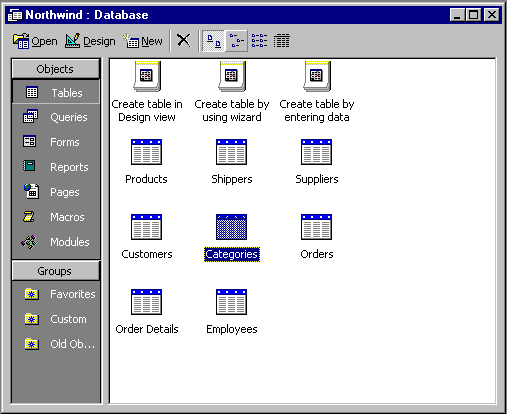 Northwind : Database
Open Design New
Objects
Tables
Queries
Forms
Reports
Pages
Macros
Modules
Groups
Favorites
Custom
Old Ob...
Create table in
Design view
Create table by
using wizard
Create table by
entering data
Products
Shippers
Suppliers
Customers
Categories
Orders
Order Details
Employees